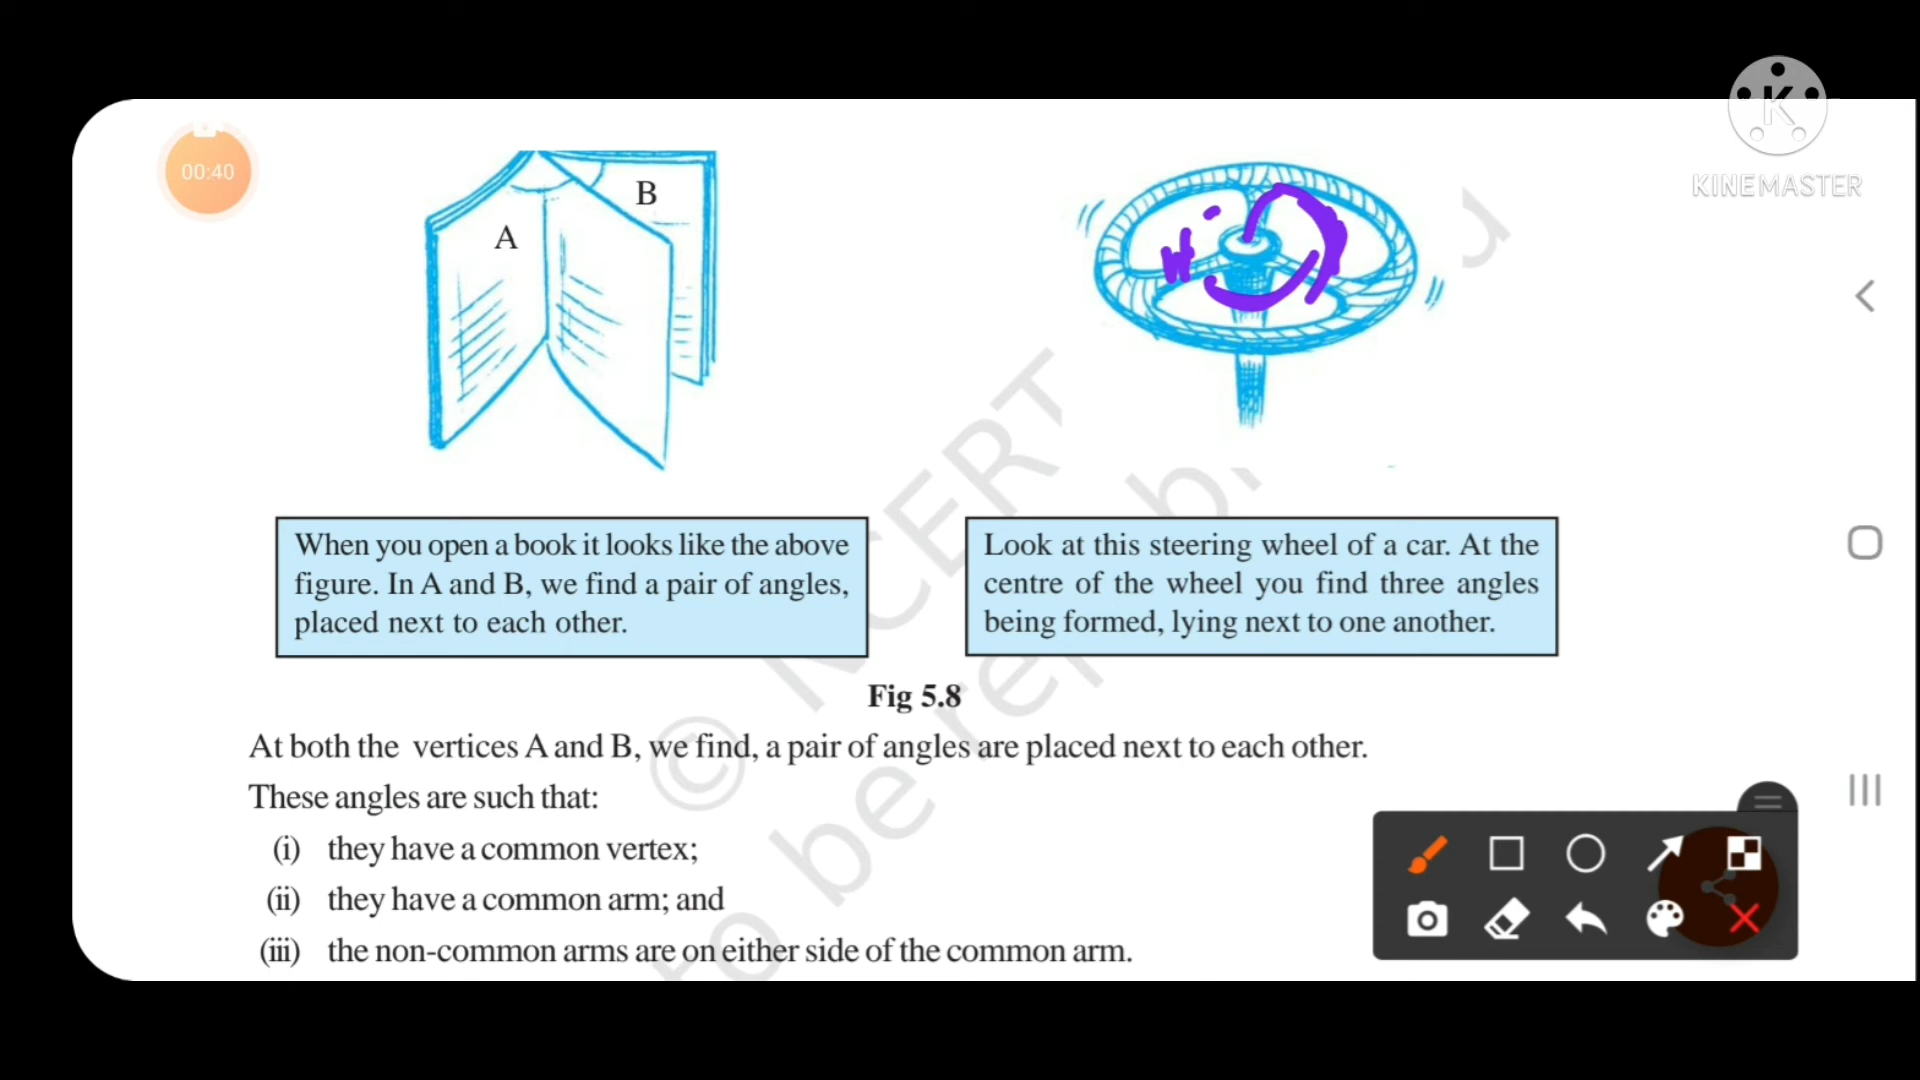 00:40
K
KINEMASTER
A
B
When you open a book it looks like the above
figure. In A and B, we find a pair of angles,
placed next to each other.
Look at this steering wheel of a car. At the
centre of the wheel you find three angles
being formed, lying next to one another.
Fig 5.8
At both the vertices A and B, we find, a pair of angles are placed next to each other.
These angles are such that:
(i) they have a common vertex;
(ii) they have a common arm; and
(iii) the non-common arms are on either side of the common arm.
© NCERT